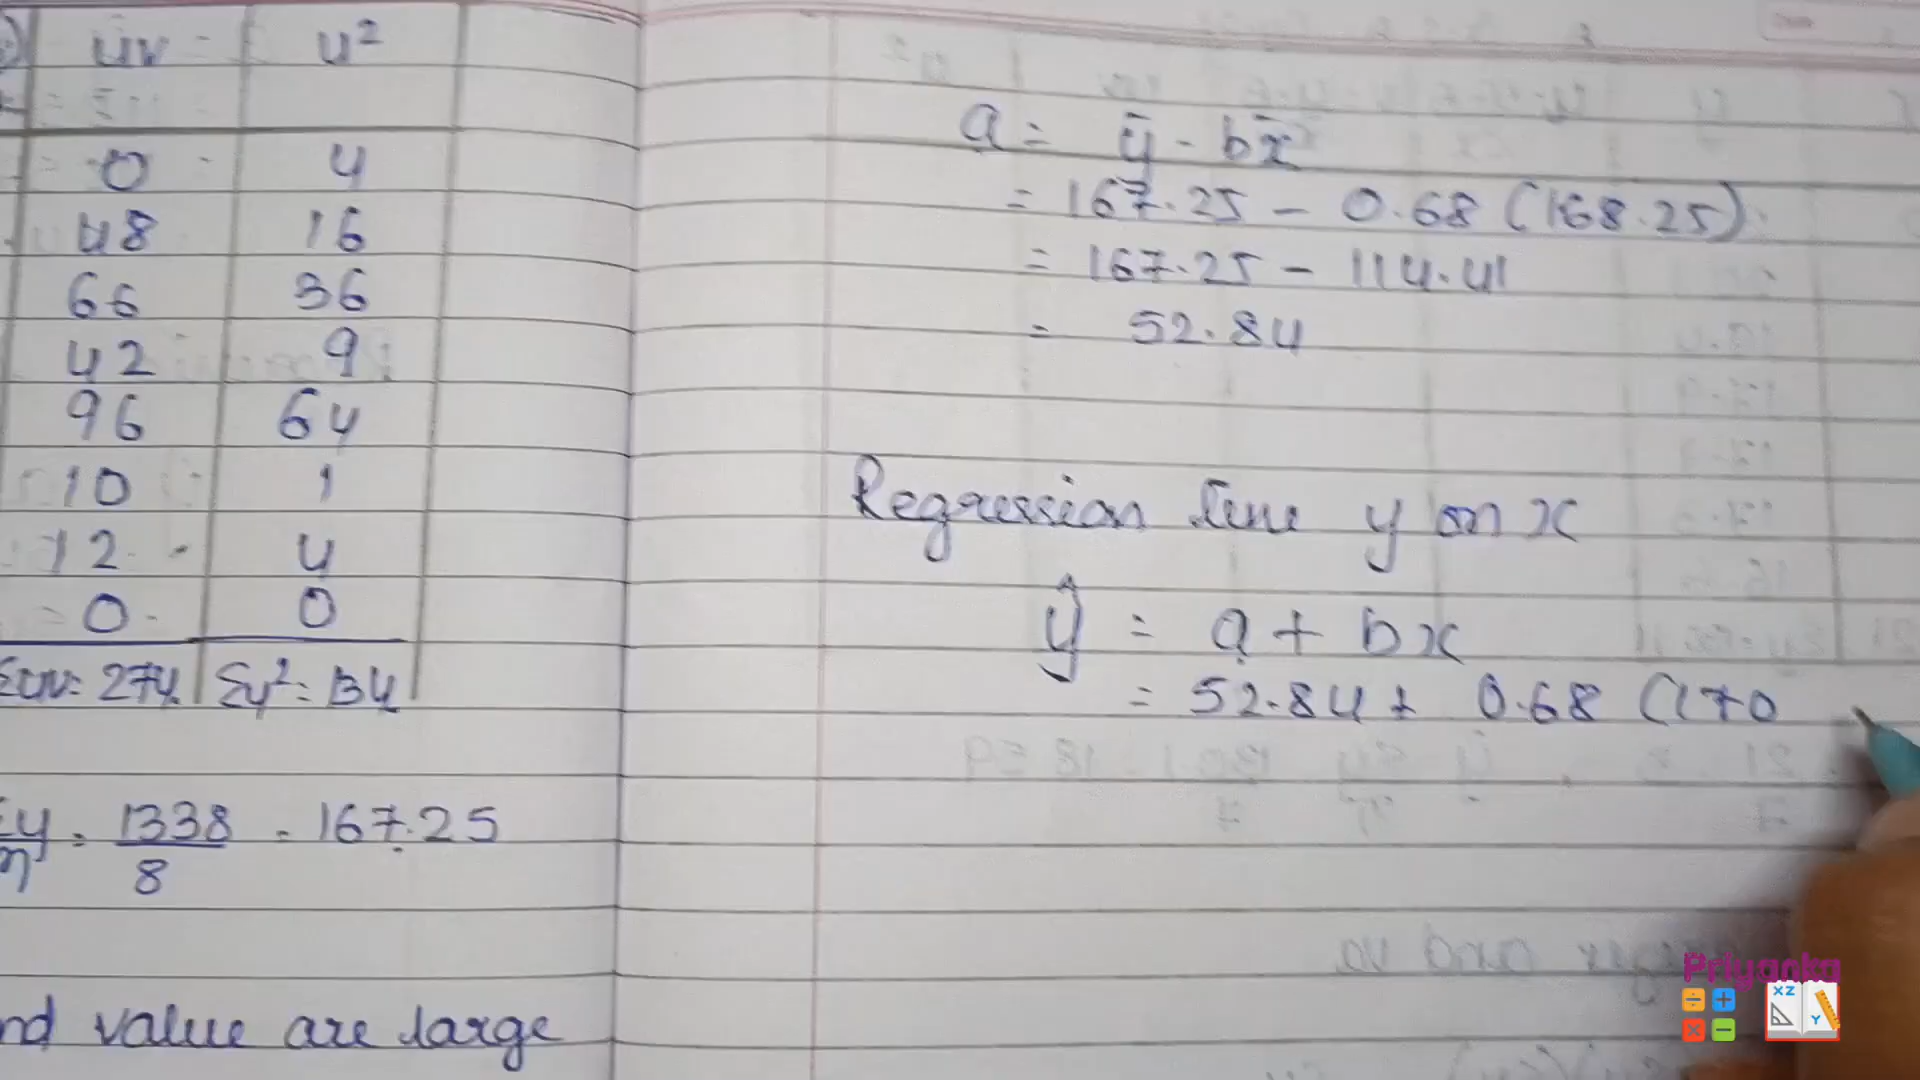 uv u²
0 4
48 16
66 36
42 9
96 64
10 1
12 4
0 0
Σuv= 274 Σu²= 134
Σy/n = 1338/8 = 167.25
nd value are large
a = ȳ - bx̄
= 167.25 - 0.68 (168.25)
= 167.25 - 114.41
= 52.84
Regression line y on x
ŷ = a + bx
= 52.84 + 0.68 (170
Priyanka
XZ
Y